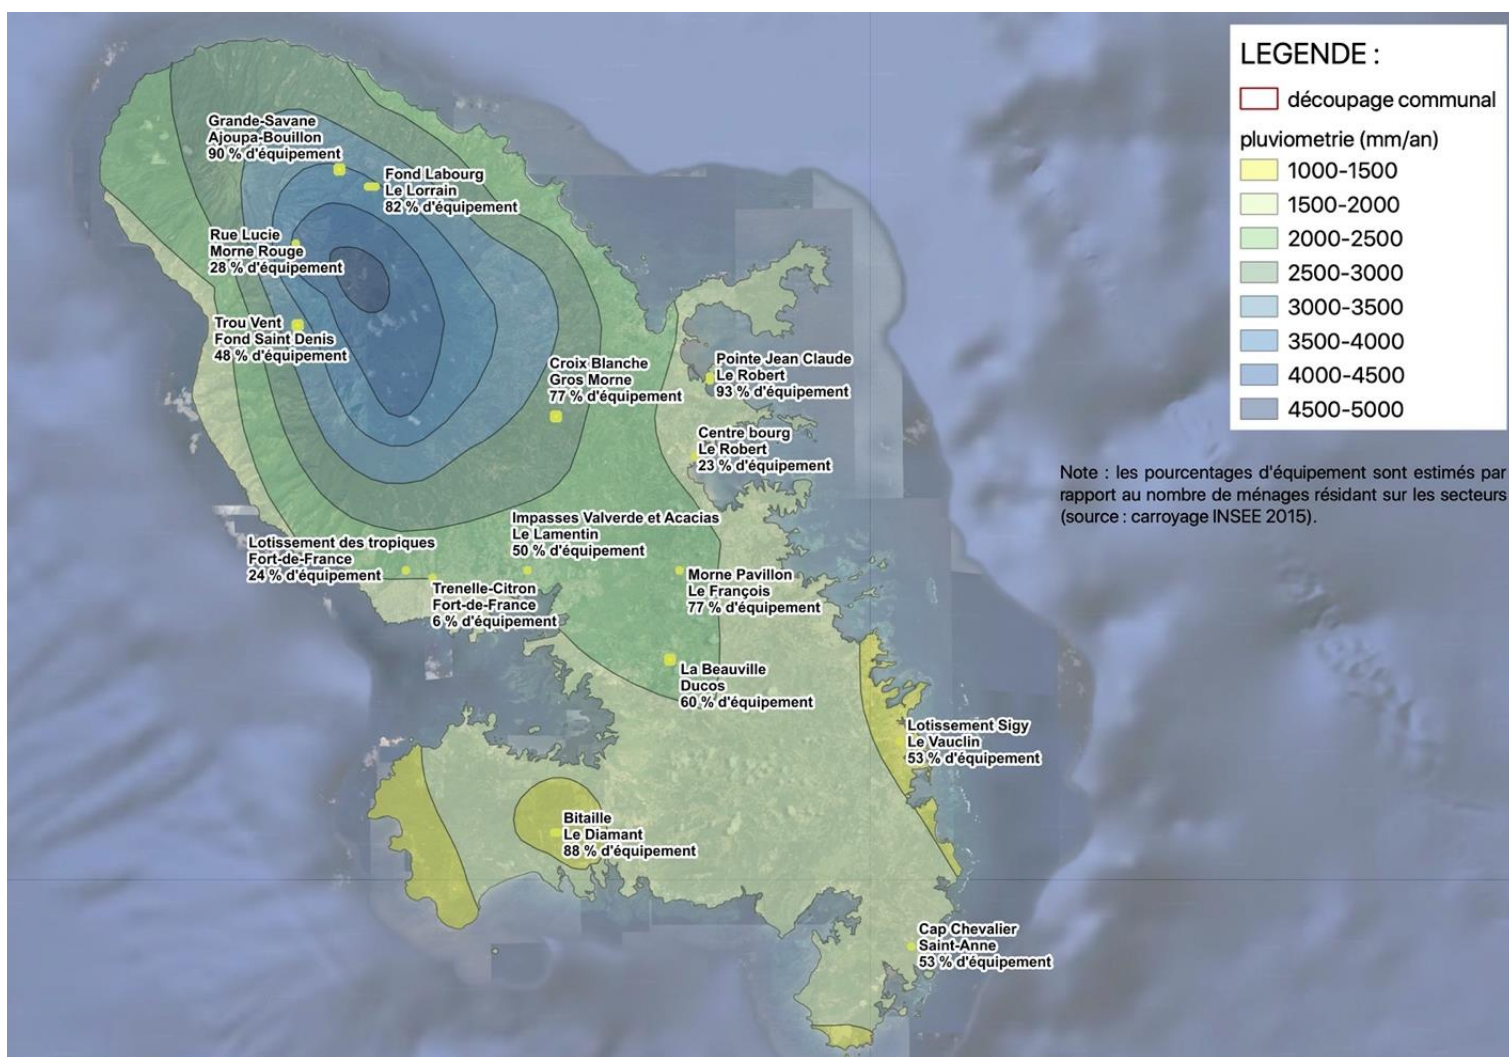 LEGENDE :
découpage communal
pluviometrie (mm/an)
1000-1500
1500-2000
2000-2500
2500-3000
3000-3500
3500-4000
4000-4500
4500-5000
Note : les pourcentages d'équipement sont estimés par
rapport au nombre de ménages résidant sur les secteurs
(source : carroyage INSEE 2015).
Grande-Savane
Ajoupa-Bouillon
90 % d'équipement
Fond Labourg
Le Lorrain
82 % d'équipement
Rue Lucie
Morne Rouge
28 % d'équipement
Trou Vent
Fond Saint Denis
48 % d'équipement
Croix Blanche
Gros Morne
77 % d'équipement
Pointe Jean Claude
Le Robert
93 % d'équipement
Centre bourg
Le Robert
23 % d'équipement
Impasses Valverde et Acacias
Le Lamentin
50 % d'équipement
Lotissement des tropiques
Fort-de-France
24 % d'équipement
Trenelle-Citron
Fort-de-France
6 % d'équipement
Morne Pavillon
Le François
77 % d'équipement
La Beauville
Ducos
60 % d'équipement
Lotissement Sigy
Le Vauclin
53 % d'équipement
Bitaille
Le Diamant
88 % d'équipement
Cap Chevalier
Saint-Anne
53 % d'équipement